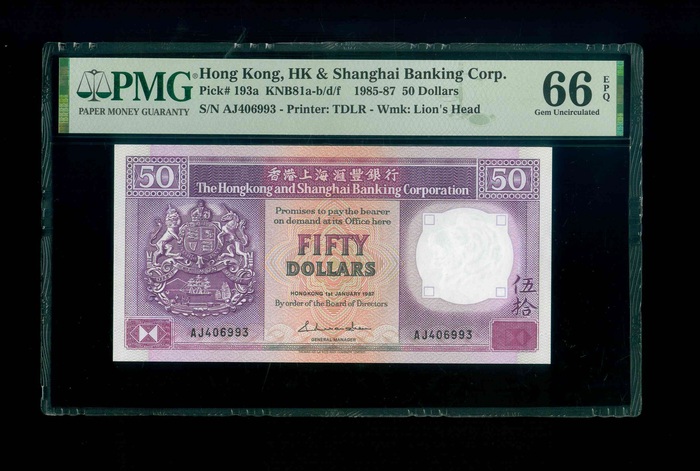 PMG
PAPER MONEY GUARANTY
Hong Kong, HK & Shanghai Banking Corp.
Pick# 193a KNB81a-b/d/f 1985-87 50 Dollars
S/N AJ406993 - Printer: TDLR - Wmk: Lion's Head
66
EPQ
Gem Uncirculated
50
香港上海滙豐銀行
The Hongkong and Shanghai Banking Corporation
50
Promises to pay the bearer
on demand at its Office here
FIFTY
DOLLARS
HONGKONG 1st JANUARY 1987
By order of the Board of Directors
GENERAL MANAGER
伍拾
AJ406993
AJ406993